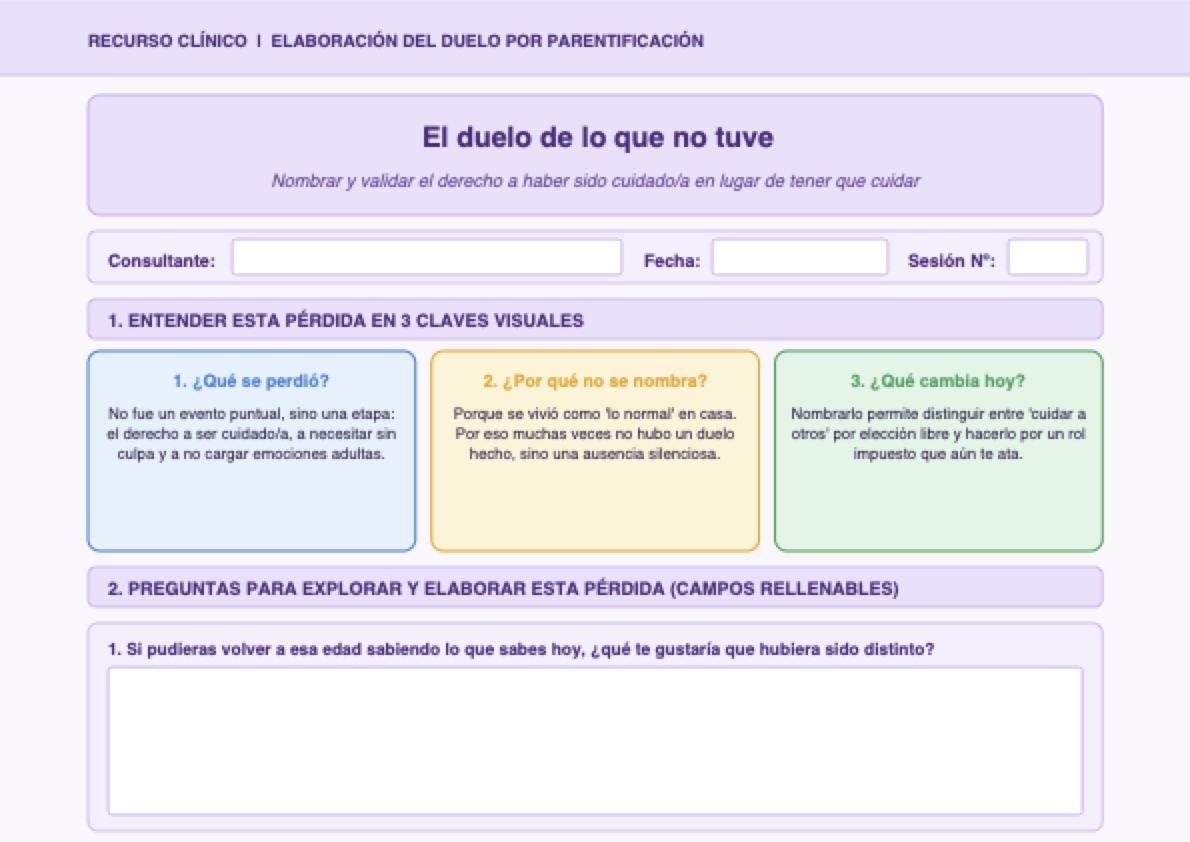 RECURSO CLÍNICO | ELABORACIÓN DEL DUELO POR PARENTIFICACIÓN
El duelo de lo que no tuve
Nombrar y validar el derecho a haber sido cuidado/a en lugar de tener que cuidar
Consultante: Fecha: Sesión Nº:
1. ENTENDER ESTA PÉRDIDA EN 3 CLAVES VISUALES
1. ¿Qué se perdió?
No fue un evento puntual, sino una etapa:
el derecho a ser cuidado/a, a necesitar sin
culpa y a no cargar emociones adultas.
2. ¿Por qué no se nombra?
Porque se vivió como 'lo normal' en casa.
Por eso muchas veces no hubo un duelo
hecho, sino una ausencia silenciosa.
3. ¿Qué cambia hoy?
Nombrarlo permite distinguir entre 'cuidar a
otros' por elección libre y hacerlo por un rol
impuesto que aún te ata.
2. PREGUNTAS PARA EXPLORAR Y ELABORAR ESTA PÉRDIDA (CAMPOS RELLENABLES)
1. Si pudieras volver a esa edad sabiendo lo que sabes hoy, ¿qué te gustaría que hubiera sido distinto?